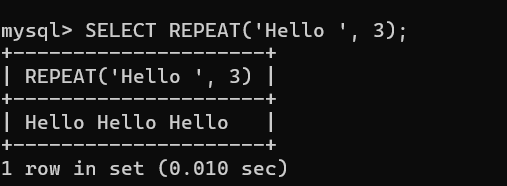 mysql> SELECT REPEAT('Hello ', 3);
+--------------------+
| REPEAT('Hello ', 3) |
+--------------------+
| Hello Hello Hello   |
+--------------------+
1 row in set (0.010 sec)